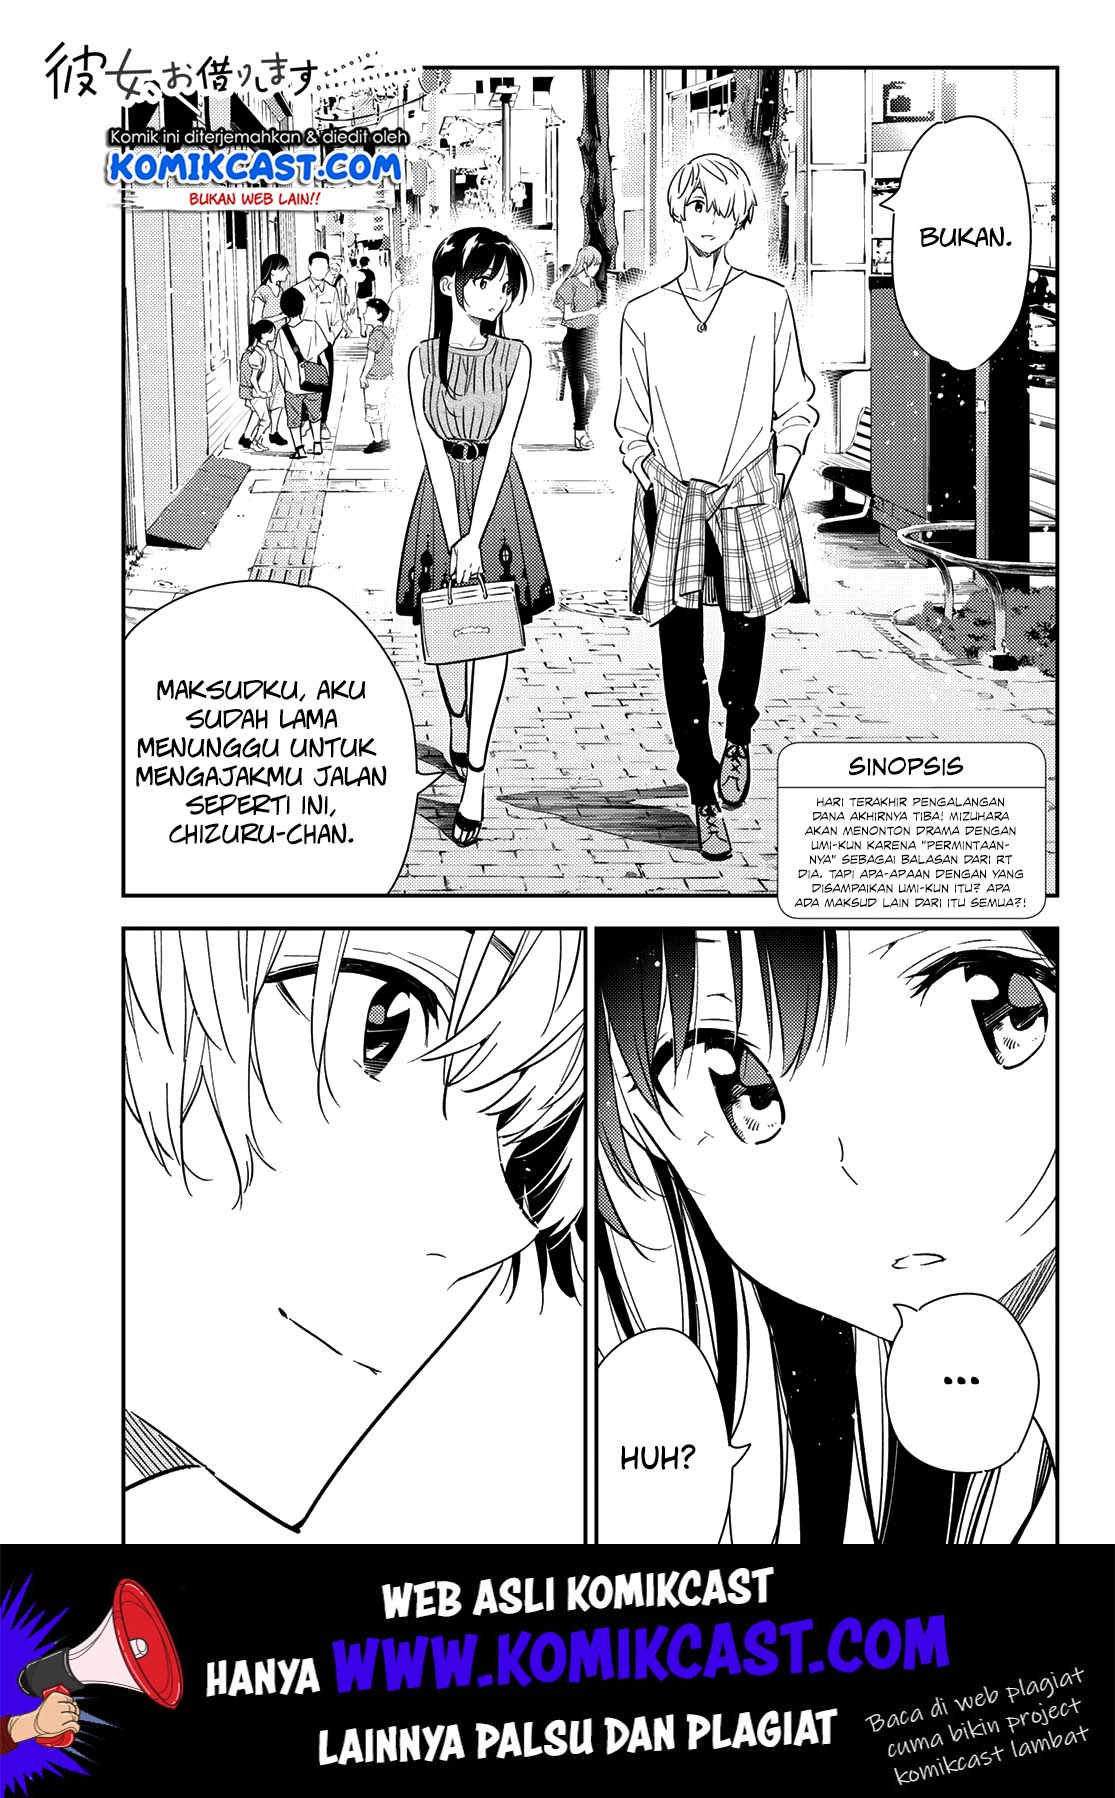 彼女、お借りします
Komik ini diterjemahkan & diedit oleh
KOMIKCAST.COM
BUKAN WEB LAIN!!
BUKAN.
MAKSUDKU, AKU
SUDAH LAMA
MENUNGGU UNTUK
MENGAJAKMU JALAN
SEPERTI INI,
CHIZURU-CHAN.
SINOPSIS
HARI TERAKHIR PENGALANGAN
DANA AKHIRNYA TIBA! MIZUHARA
AKAN MENONTON DRAMA DENGAN
UMI-KUN KARENA "PERMINTAAN-
NYA" SEBAGAI BALASAN DARI RT
DIA. TAPI APA-APAAN DENGAN YANG
DISAMPAIKAN UMI-KUN ITU? APA
ADA MAKSUD LAIN DARI ITU SEMUA?!
...
HUH?
WEB ASLI KOMIKCAST
HANYA WWW.KOMIKCAST.COM
LAINNYA PALSU DAN PLAGIAT
Baca di web plagiat
cuma bikin project
komikcast lambat